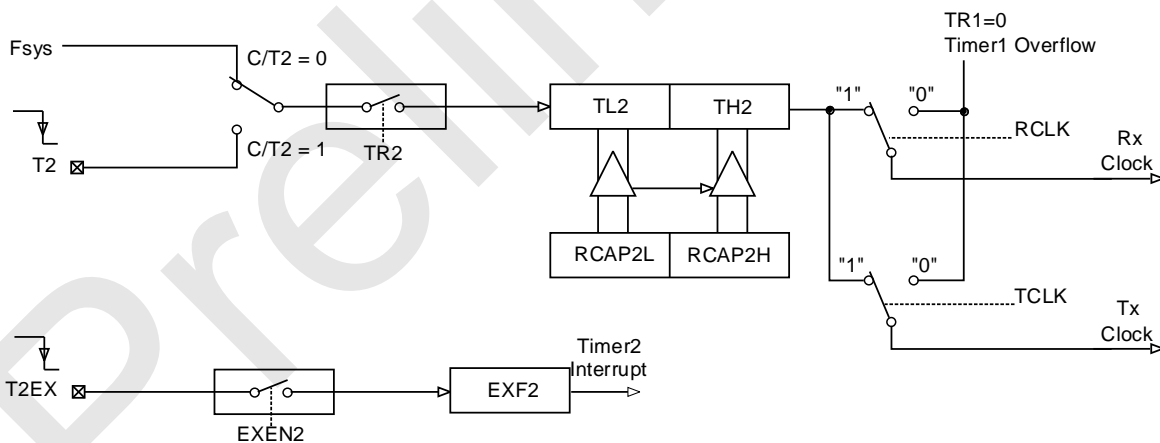 TR1=0
Timer1 Overflow
Fsys
C/T2 = 0
"1"
"0"
TL2
TH2
RCLK
Rx
Clock
T2
C/T2 = 1
TR2
RCAP2L
RCAP2H
"1"
"0"
TCLK
Tx
Clock
Timer2
Interrupt
T2EX
EXF2
EXEN2
Prelim